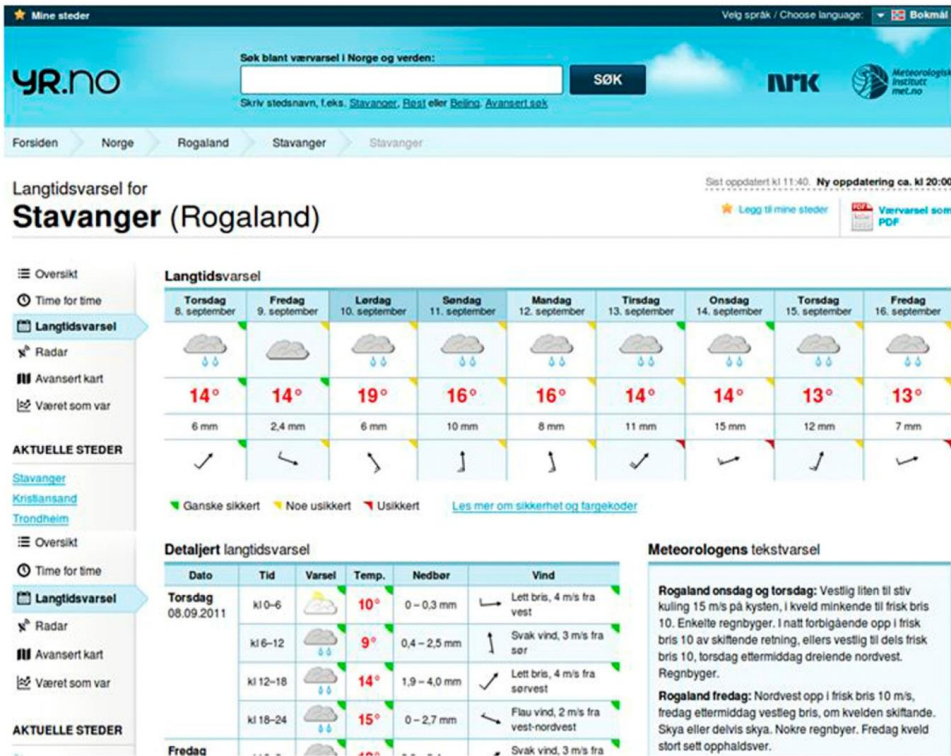 Mine steder
Velg språk / Choose language: Bokmål
Søk blant værvarsel i Norge og verden:
yr.no
SØK
NRK
Meteorologisk
institutt
met.no
Skriv stedsnavn, f.eks. Stavanger, Røst eller Beijing. Avansert søk
Forsiden Norge Rogaland Stavanger Stavanger
Langtidsvarsel for
Stavanger (Rogaland)
Sist oppdatert kl 11:40. Ny oppdatering ca. kl 20:00
Legg til mine steder
PDF
Værvarsel som
PDF
Oversikt
Time for time
Langtidsvarsel
Radar
Avansert kart
Været som var
AKTUELLE STEDER
Stavanger
Kristiansand
Trondheim
Langtidsvarsel
Torsdag Fredag Lørdag Søndag Mandag Tirsdag Onsdag Torsdag Fredag
8. september 9. september 10. september 11. september 12. september 13. september 14. september 15. september 16. september
14° 14° 19° 16° 16° 14° 14° 13° 13°
6 mm 2,4 mm 6 mm 10 mm 8 mm 11 mm 15 mm 12 mm 7 mm
Ganske sikkert Noe usikkert Usikkert Les mer om sikkerhet og fargekoder
Oversikt
Time for time
Langtidsvarsel
Radar
Avansert kart
Været som var
AKTUELLE STEDER
Detaljert langtidsvarsel
Dato Tid Varsel Temp. Nedbør Vind
Torsdag
08.09.2011
kl 0–6 10° 0 – 0,3 mm Lett bris, 4 m/s fra
vest
kl 6–12 9° 0,4 – 2,5 mm Svak vind, 3 m/s fra
sør
kl 12–18 14° 1,9 – 4,0 mm Lett bris, 4 m/s fra
sørvest
kl 18–24 15° 0 – 2,7 mm Flau vind, 2 m/s fra
vest-nordvest
Fredag Svak vind, 3 m/s fra
Meteorologens tekstvarsel
Rogaland onsdag og torsdag: Vestlig liten til stiv
kuling 15 m/s på kysten, i kveld minkende til frisk bris
10. Enkelte regnbyger. I natt forbigående opp i frisk
bris 10 av skiftende retning, ellers vestlig til dels frisk
bris 10, torsdag ettermiddag dreiende nordvest.
Regnbyger.
Rogaland fredag: Nordvest opp i frisk bris 10 m/s,
fredag ettermiddag vestleg bris, om kvelden skiftande.
Skya eller delvis skya. Nokre regnbyer. Fredag kveld
stort sett opphaldsver.